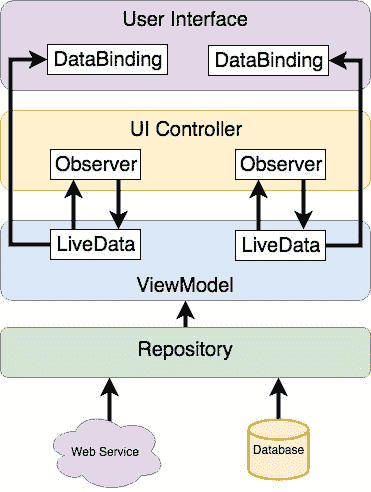 User Interface
DataBinding
DataBinding
UI Controller
Observer
Observer
LiveData
LiveData
ViewModel
Repository
Web Service
Database